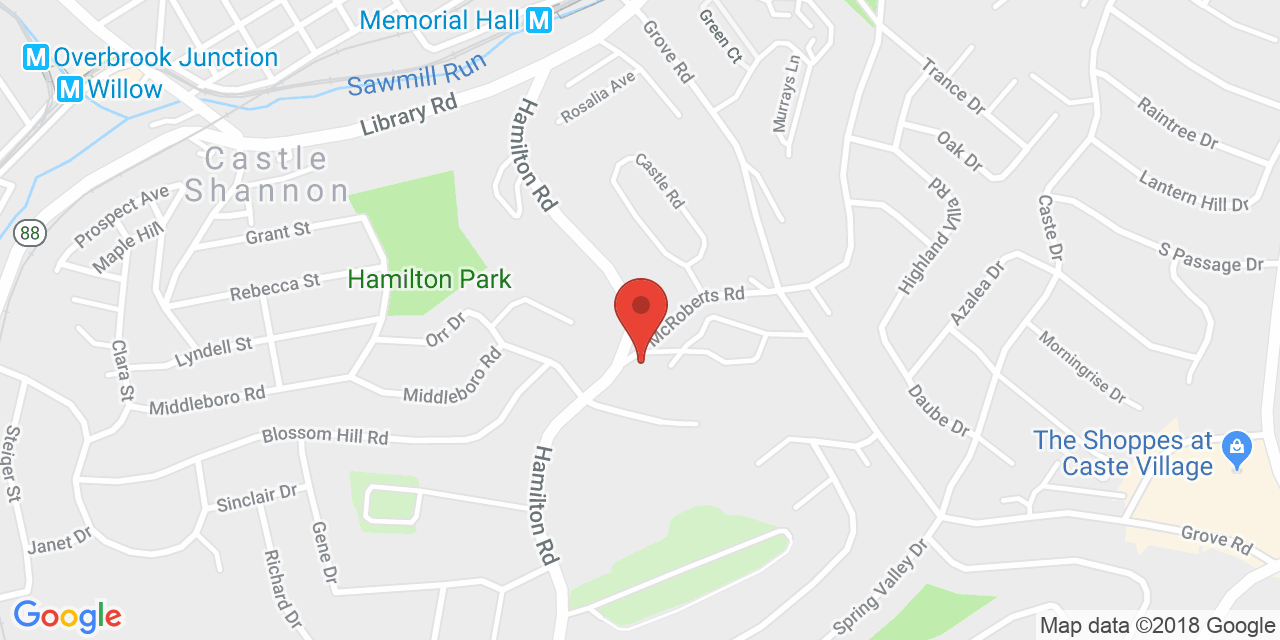 Memorial Hall
M
M
Overbrook Junction
M
Willow
Sawmill Run
Library Rd
Grove Rd
Green Ct
Rosalia Ave
Murrays Ln
Trance Dr
Raintree Dr
Oak Dr
Castle
Shannon
Hamilton Rd
Castle Rd
Highland Villa Rd
Caste Dr
Lantern Hill Dr
Prospect Ave
Maple Hill
Grant St
88
S Passage Dr
Rebecca St
Hamilton Park
McRoberts Rd
Azalea Dr
Orr Dr
Lyndell St
Clara St
Middleboro Rd
Middleboro Rd
Morningrise Dr
Daube Dr
Blossom Hill Rd
The Shoppes at
Caste Village
Steiger St
Hamilton Rd
Sinclair Dr
Janet Dr
Gene Dr
Richard Dr
Grove Rd
Spring Valley Dr
Google
Map data ©2018 Google